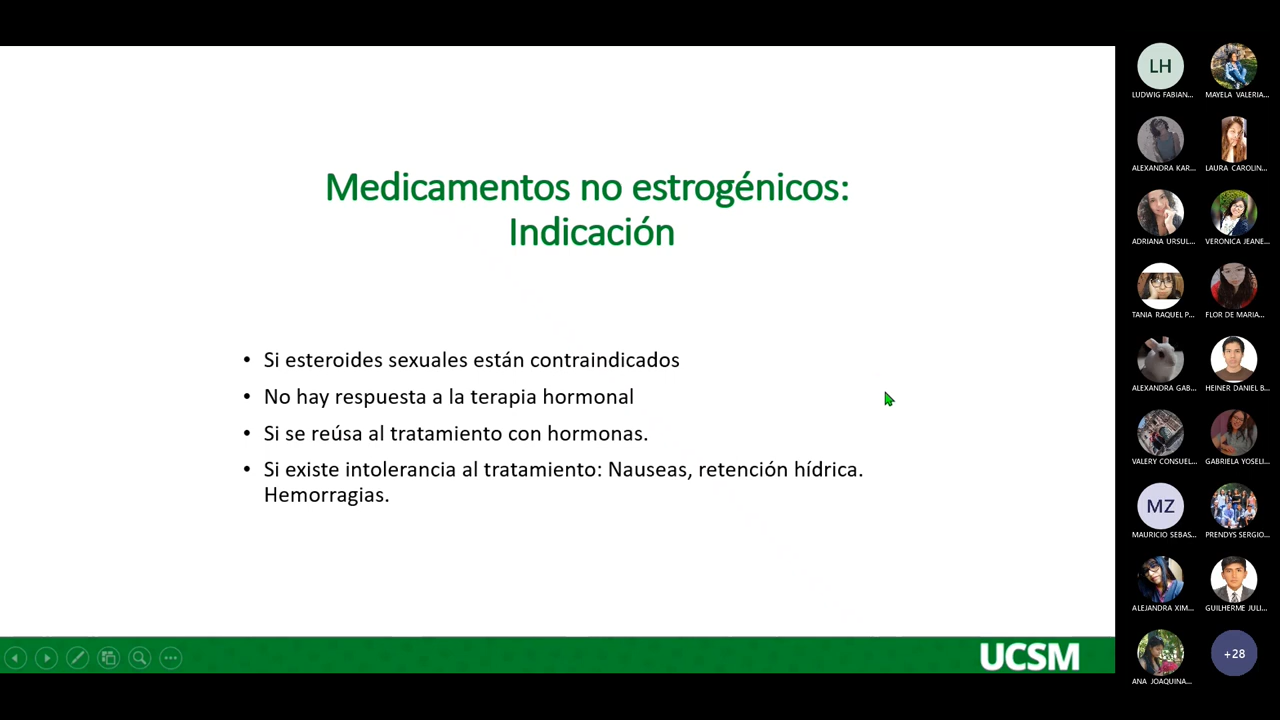 Medicamentos no estrogénicos:
Indicación
• Si esteroides sexuales están contraindicados
• No hay respuesta a la terapia hormonal
• Si se reúsa al tratamiento con hormonas.
• Si existe intolerancia al tratamiento: Nauseas, retención hídrica.
Hemorragias.
UCSM
LH
LUDWIG FABIAN...
MAYELA VALERIA...
ALEXANDRA KAR...
LAURA CAROLIN...
ADRIANA URSUL...
VERONICA JEANE...
TANIA RAQUEL P...
FLOR DE MARIA...
ALEXANDRA GAB...
HEINER DANIEL B...
VALERY CONSUEL...
GABRIELA YOSELI...
MZ
MAURICIO SEBAS...
PRENDYS SERGIO...
ALEJANDRA XIM...
GUILHERME JULI...
ANA JOAQUINA...
+28